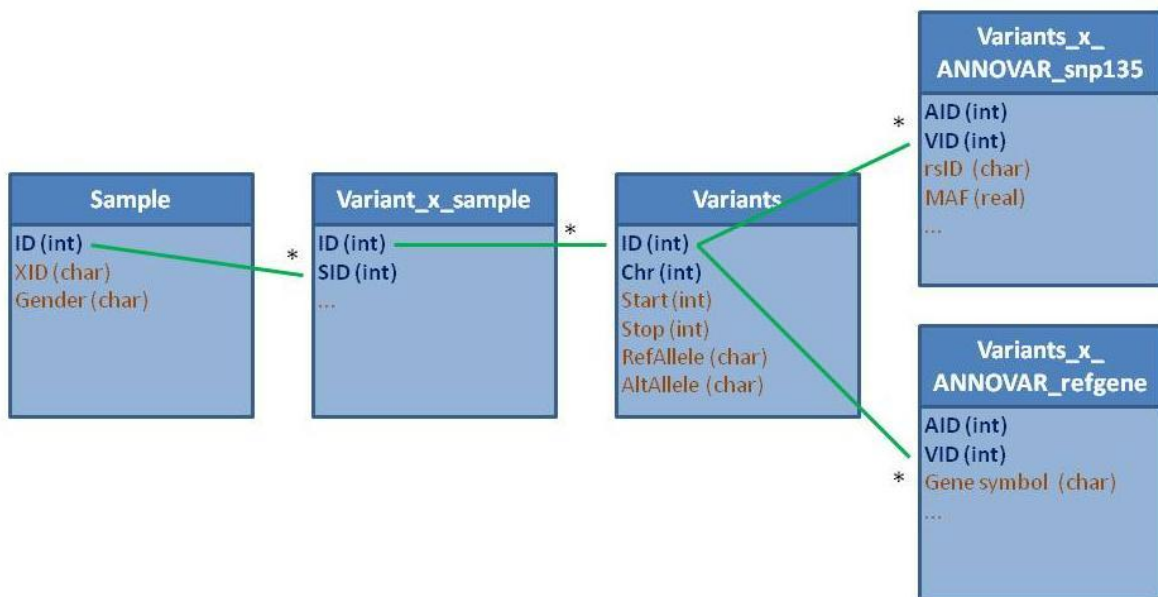 Sample
ID (int)
XID (char)
Gender (char)
*
Variant_x_sample
ID (int)
SID (int)
...
*
Variants
ID (int)
Chr (int)
Start (int)
Stop (int)
RefAllele (char)
AltAllele (char)
*
Variants_x_
ANNOVAR_snp135
AID (int)
VID (int)
rsID (char)
MAF (real)
...
*
Variants_x_
ANNOVAR_refgene
AID (int)
VID (int)
Gene symbol (char)
...